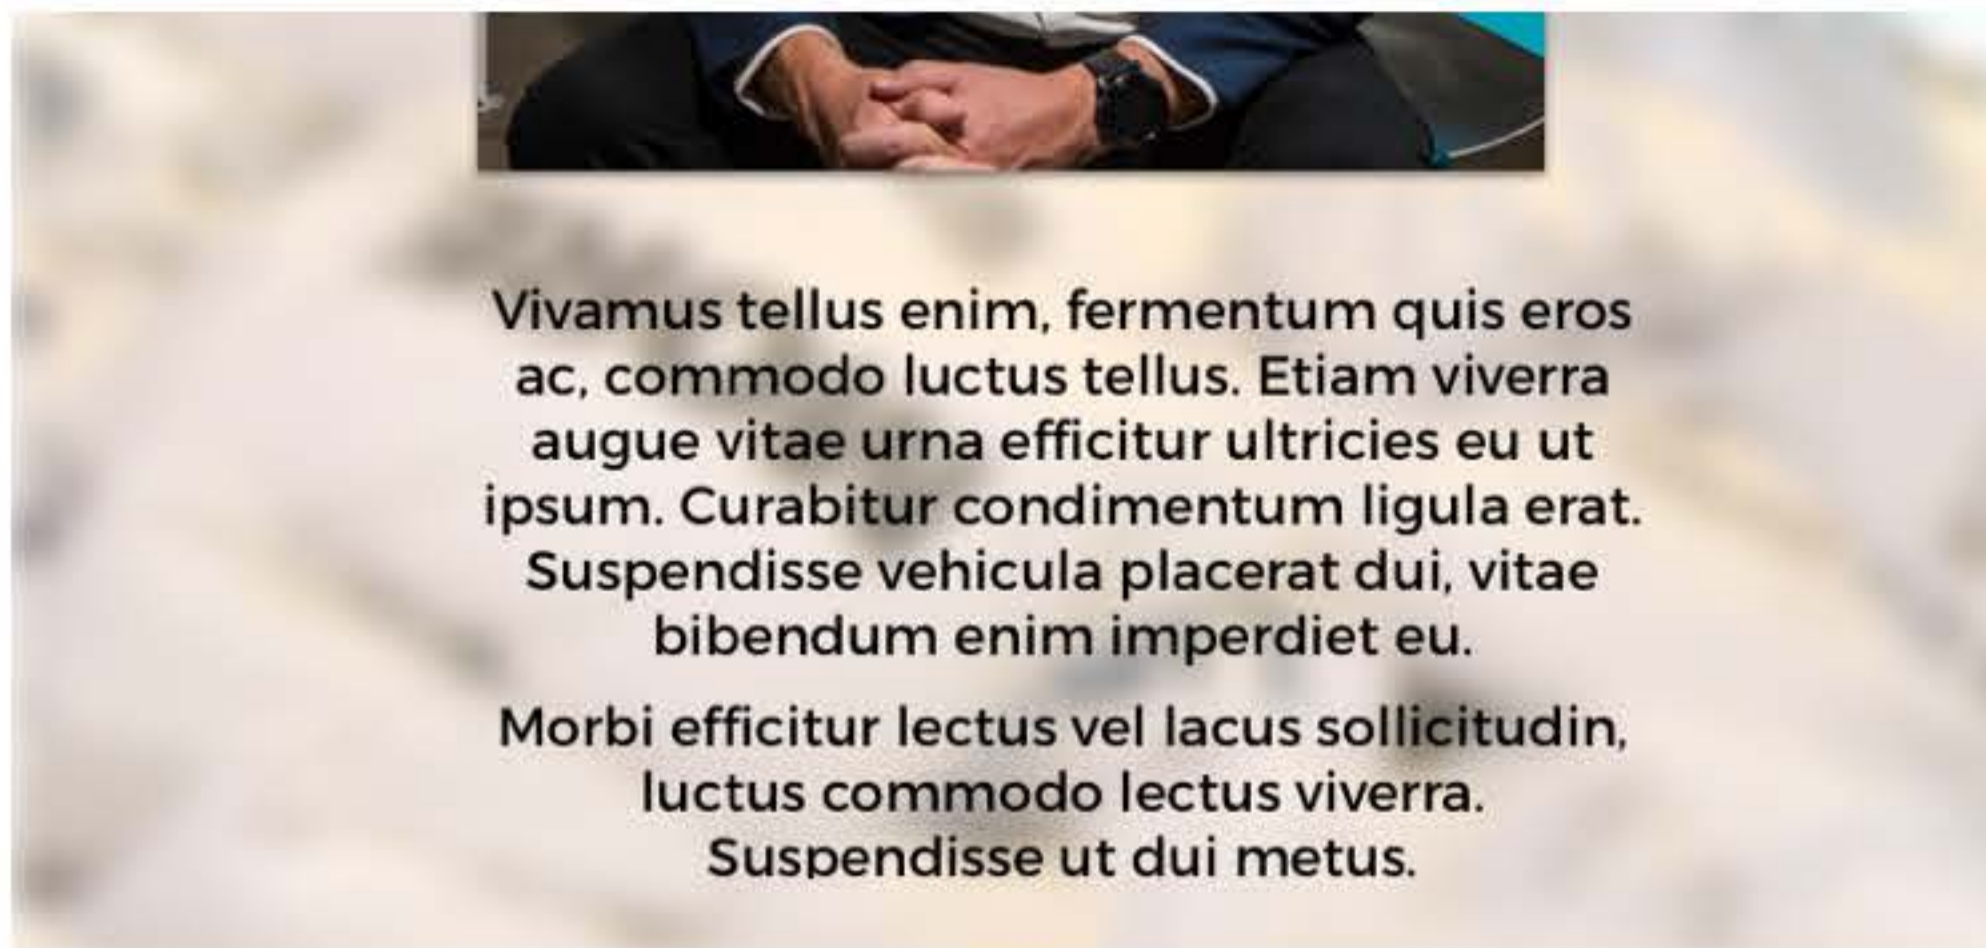 Vivamus tellus enim, fermentum quis eros
ac, commodo luctus tellus. Etiam viverra
augue vitae urna efficitur ultricies eu ut
ipsum. Curabitur condimentum ligula erat.
Suspendisse vehicula placerat dui, vitae
bibendum enim imperdiet eu.
Morbi efficitur lectus vel lacus sollicitudin,
luctus commodo lectus viverra.
Suspendisse ut dui metus.